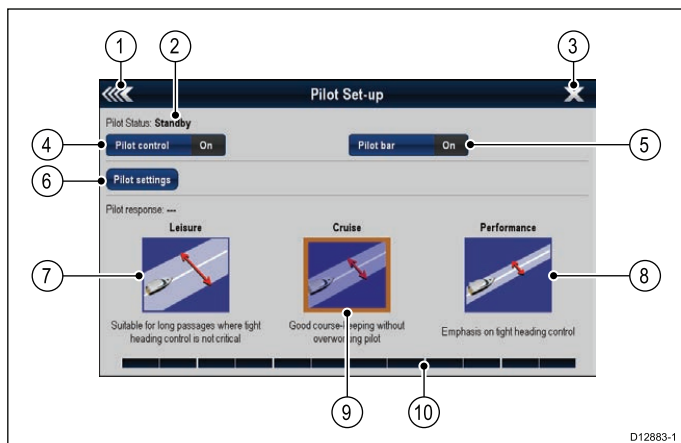 1
2
3
Pilot Set-up
Pilot Status: Standby
4
Pilot control On
Pilot bar On
5
6
Pilot settings
Pilot response: ---
Leisure
Cruise
Performance
7
8
Suitable for long passages where tight
heading control is not critical
Good course-keeping without
overworking pilot
Emphasis on tight heading control
9
10
D12883-1